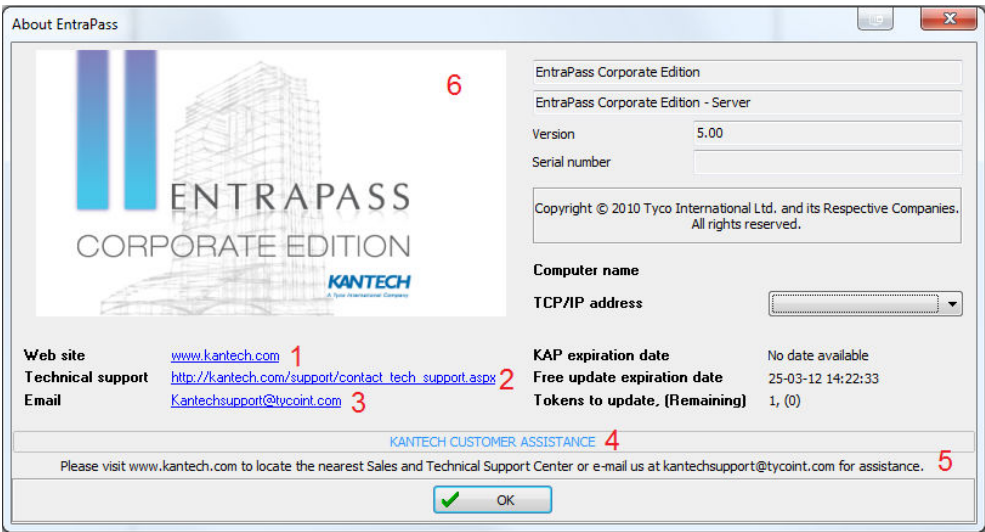 About EntraPass
6
ENTRAPASS
CORPORATE EDITION
KANTECH
A Tyco International Company
EntraPass Corporate Edition
EntraPass Corporate Edition - Server
Version 5.00
Serial number
Copyright © 2010 Tyco International Ltd. and its Respective Companies.
All rights reserved.
Computer name
TCP/IP address
Web site www.kantech.com 1
Technical support http://kantech.com/support/contact_tech_support.aspx 2
Email Kantechsupport@tycoint.com 3
KAP expiration date No date available
Free update expiration date 25-03-12 14:22:33
Tokens to update, (Remaining) 1, (0)
KANTECH CUSTOMER ASSISTANCE 4
Please visit www.kantech.com to locate the nearest Sales and Technical Support Center or e-mail us at kantechsupport@tycoint.com for assistance. 5
OK